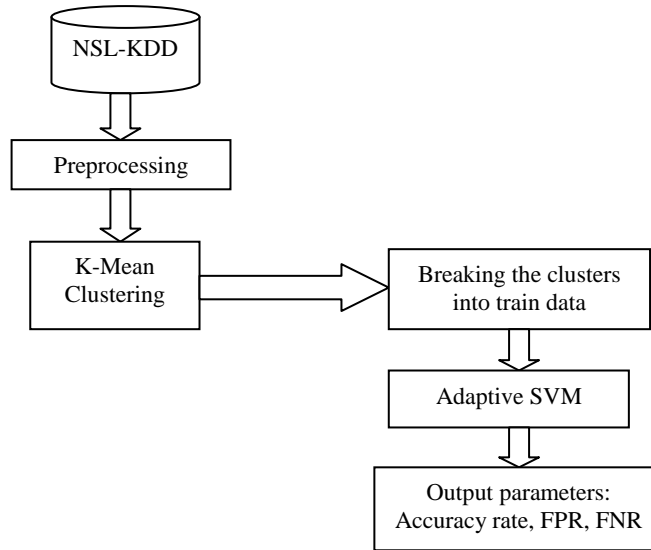 NSL-KDD
Preprocessing
K-Mean
Clustering
Breaking the clusters
into train data
Adaptive SVM
Output parameters:
Accuracy rate, FPR, FNR